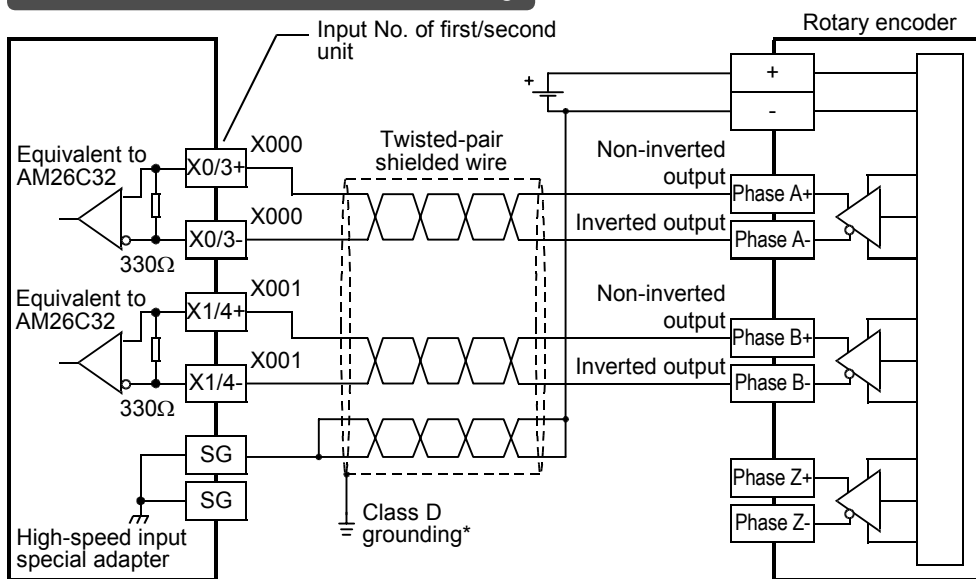 Input No. of first/second
unit
Rotary encoder
+
+
-
Equivalent to
AM26C32
X0/3+
X000
X0/3-
X000
330Ω
Twisted-pair
shielded wire
Non-inverted
output
Phase A+
Inverted output
Phase A-
Equivalent to
AM26C32
X1/4+
X001
X1/4-
X001
330Ω
Non-inverted
output
Phase B+
Inverted output
Phase B-
SG
SG
High-speed input
special adapter
Class D
grounding*
Phase Z+
Phase Z-